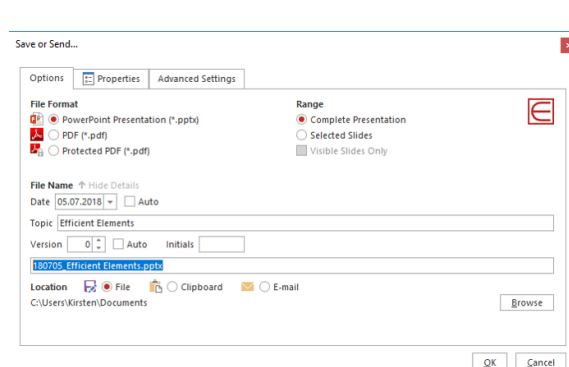 Save or Send...
Options Properties Advanced Settings
File Format Range
PowerPoint Presentation (*.pptx) Complete Presentation
PDF (*.pdf) Selected Slides
Protected PDF (*.pdf) Visible Slides Only
File Name ↑ Hide Details
Date 05.07.2018 Auto
Topic Efficient Elements
Version 0 Auto Initials
180705_Efficient Elements.pptx
Location File Clipboard E-mail
C:\Users\Kirsten\Documents Browse
OK Cancel